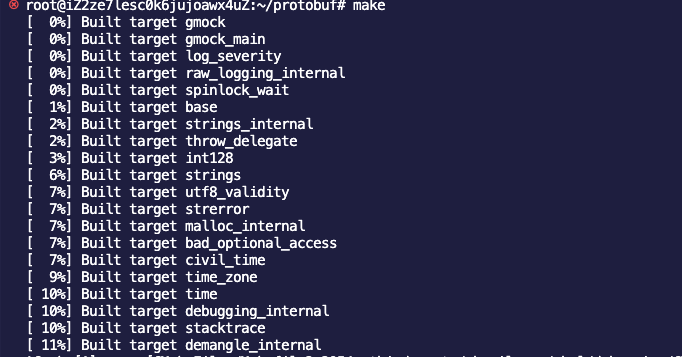 root@iZ2ze7lesc0k6jujoawx4uZ:~/protobuf# make
[  0%] Built target gmock
[  0%] Built target gmock_main
[  0%] Built target log_severity
[  0%] Built target raw_logging_internal
[  0%] Built target spinlock_wait
[  1%] Built target base
[  2%] Built target strings_internal
[  2%] Built target throw_delegate
[  3%] Built target int128
[  6%] Built target strings
[  7%] Built target utf8_validity
[  7%] Built target strerror
[  7%] Built target malloc_internal
[  7%] Built target bad_optional_access
[  7%] Built target civil_time
[  9%] Built target time_zone
[ 10%] Built target time
[ 10%] Built target debugging_internal
[ 10%] Built target stacktrace
[ 11%] Built target demangle_internal